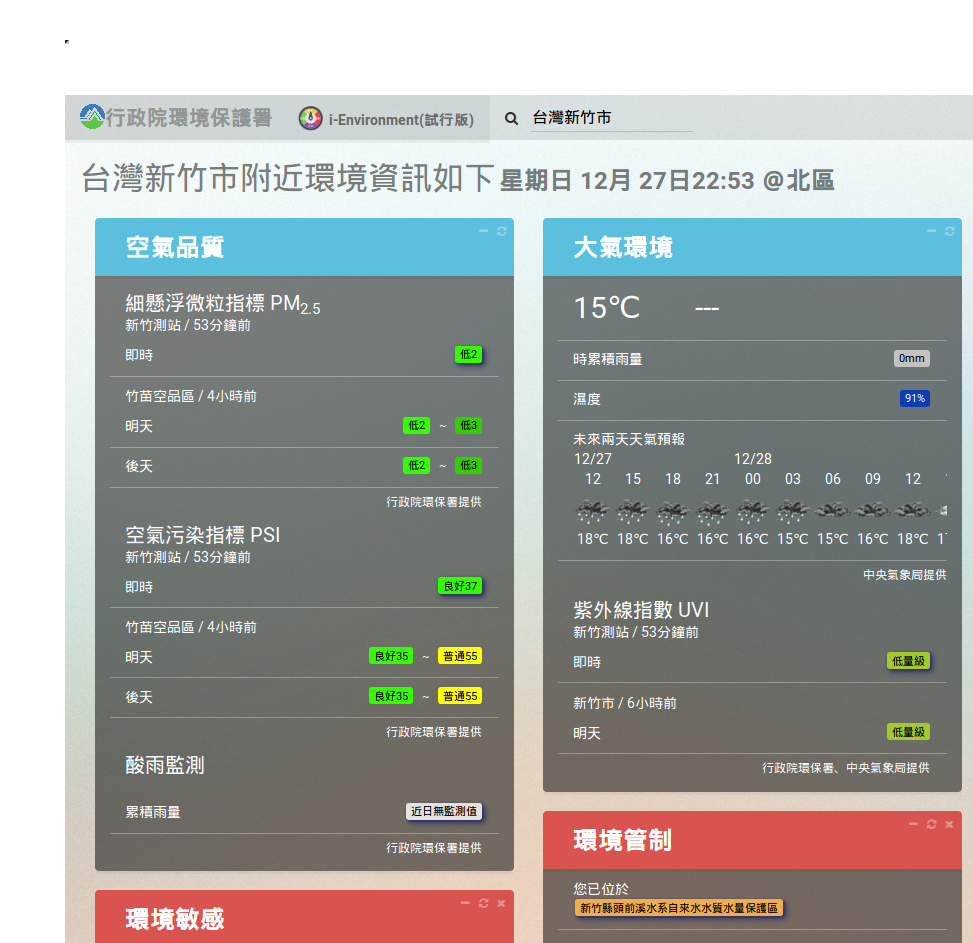 行政院環境保護署 i-Environment(試行版) 台灣新竹市
台灣新竹市附近環境資訊如下 星期日 12月 27日22:53 @北區
空氣品質
細懸浮微粒指標 PM2.5
新竹測站 / 53分鐘前
即時 低2
竹苗空品區 / 4小時前
明天 低2 ~ 低3
後天 低2 ~ 低3
行政院環保署提供
空氣污染指標 PSI
新竹測站 / 53分鐘前
即時 良好37
竹苗空品區 / 4小時前
明天 良好35 ~ 普通55
後天 良好35 ~ 普通55
行政院環保署提供
酸雨監測
累積雨量 近日無監測值
行政院環保署提供
環境敏感
大氣環境
15℃ ---
時累積雨量 0mm
濕度 91%
未來兩天天氣預報
12/27 12/28
12 15 18 21 00 03 06 09 12
18℃ 18℃ 16℃ 16℃ 16℃ 15℃ 15℃ 16℃ 18℃
中央氣象局提供
紫外線指數 UVI
新竹測站 / 53分鐘前
即時 低量級
新竹市 / 6小時前
明天 低量級
行政院環保署、中央氣象局提供
環境管制
您已位於
新竹縣頭前溪水系自來水水質水量保護區